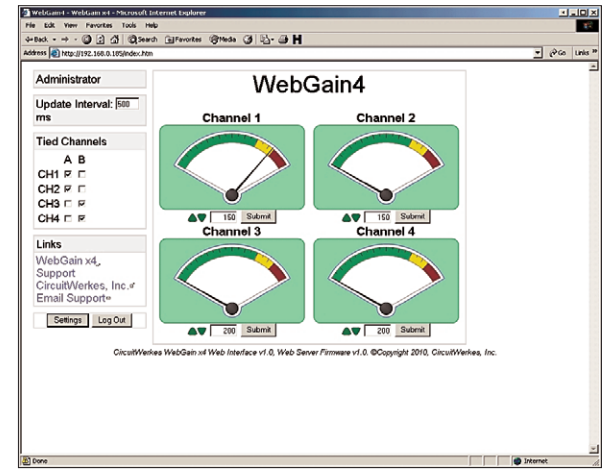 WebGain4 - WebGain x4 - Microsoft Internet Explorer
File Edit View Favorites Tools Help
Back Search Favorites Media
Address http://192.168.0.185/index.htm Go Links »
Administrator
Update Interval: 500
ms
Tied Channels
A B
CH1
CH2
CH3
CH4
Links
WebGain x4
Support
CircuitWerkes, Inc.
Email Support
Settings Log Out
WebGain4
Channel 1 Channel 2
150 Submit 150 Submit
Channel 3 Channel 4
200 Submit 200 Submit
CircuitWerkes WebGain x4 Web Interface v1.0, Web Server Firmware v1.0. ©Copyright 2010, CircuitWerkes, Inc.
Done Internet